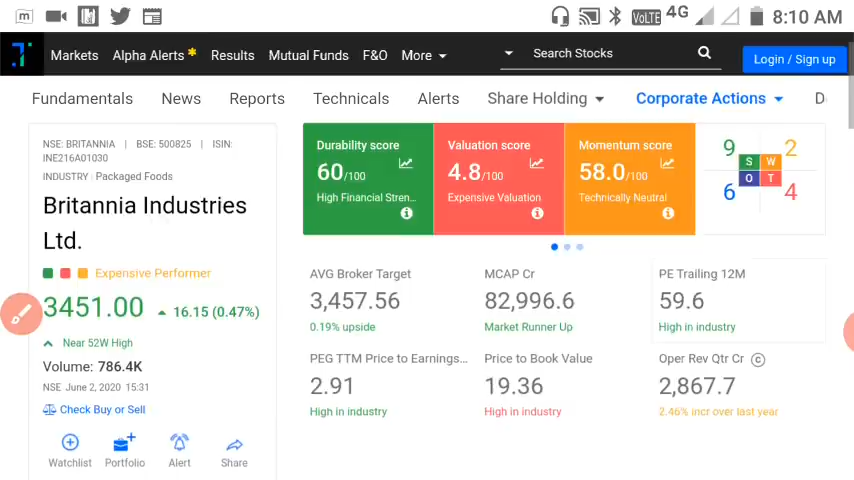 m VoLTE 4G 8:10 AM
Markets Alpha Alerts Results Mutual Funds F&O More Search Stocks Login / Sign up
Fundamentals News Reports Technicals Alerts Share Holding Corporate Actions D
NSE: BRITANNIA | BSE: 500825 | ISIN:
INE216A01030
INDUSTRY : Packaged Foods
Britannia Industries
Ltd.
Expensive Performer
3451.00 16.15 (0.47%)
Near 52W High
Volume: 786.4K
NSE June 2, 2020 15:31
Check Buy or Sell
Watchlist Portfolio Alert Share
Durability score
60/100
High Financial Stren...
Valuation score
4.8/100
Expensive Valuation
Momentum score
58.0/100
Technically Neutral
9 S W 2
6 O T 4
AVG Broker Target
3,457.56
0.19% upside
MCAP Cr
82,996.6
Market Runner Up
PE Trailing 12M
59.6
High in industry
PEG TTM Price to Earnings...
2.91
High in industry
Price to Book Value
19.36
High in industry
Oper Rev Qtr Cr C
2,867.7
2.46% incr over last year